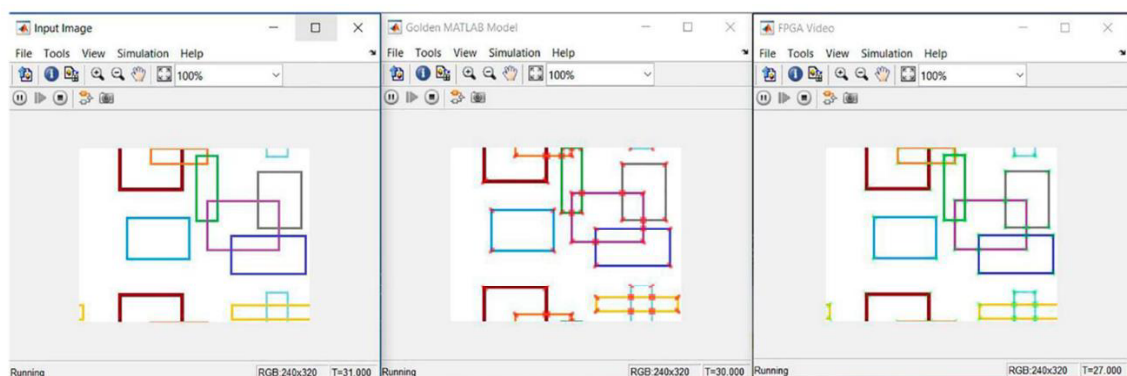 Input Image
File Tools View Simulation Help
100%
Running RGB:240x320 T=31.000
Golden MATLAB Model
File Tools View Simulation Help
100%
Running RGB:240x320 T=30.000
FPGA Video
File Tools View Simulation Help
100%
Running RGB:240x320 T=27.000